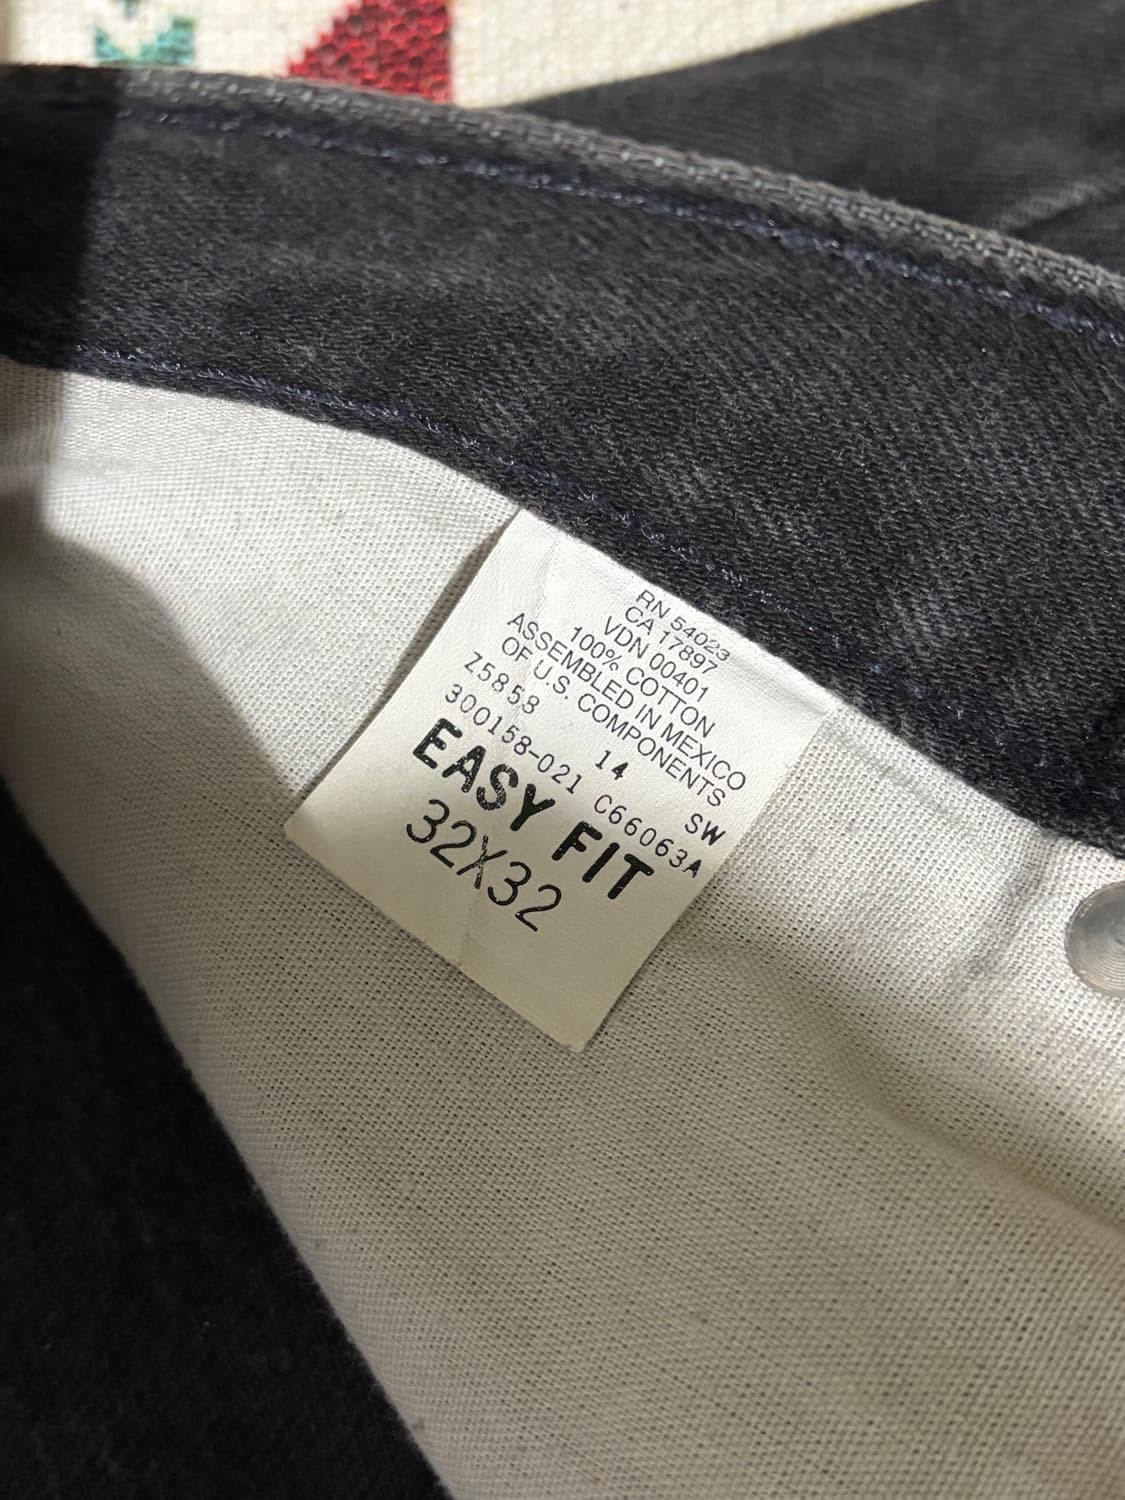 RN 54023
CA 17897
VDN 00401
100% COTTON
ASSEMBLED IN MEXICO
OF U.S. COMPONENTS
Z5858 14 SW
300158-021 C66063A
EASY FIT
32X32